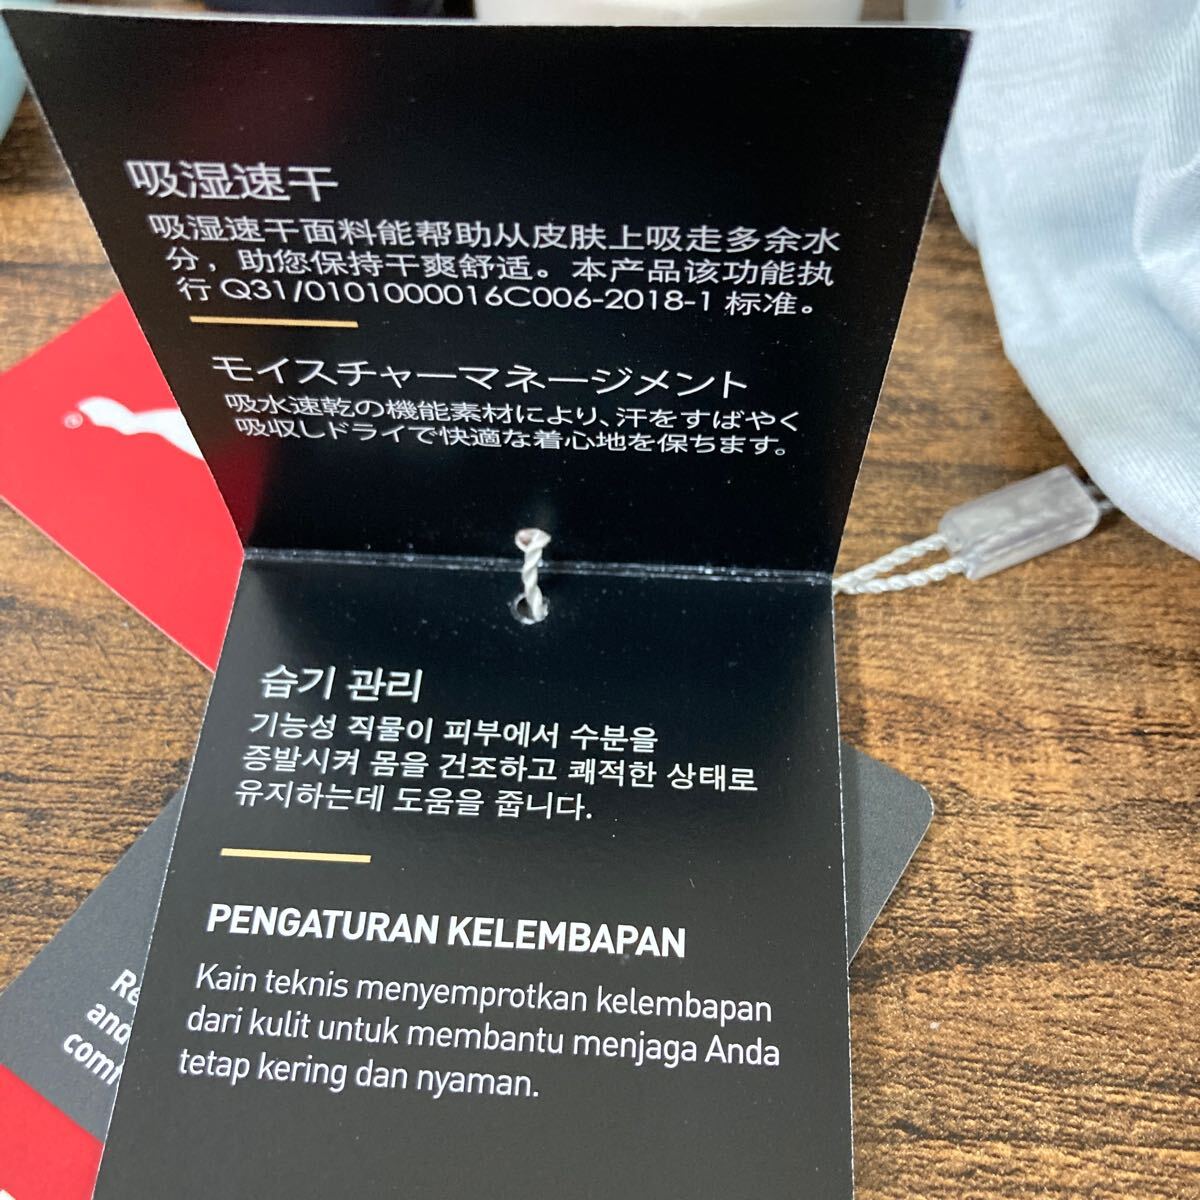 吸湿速干
吸湿速干面料能帮助从皮肤上吸走多余水
分，助您保持干爽舒适。本产品该功能执
行 Q31/0101000016C006-2018-1 标准。
モイスチャーマネージメント
吸水速乾の機能素材により、汗をすばやく
吸収しドライで快適な着心地を保ちます。
습기 관리
기능성 직물이 피부에서 수분을
증발시켜 몸을 건조하고 쾌적한 상태로
유지하는데 도움을 줍니다.
PENGATURAN KELEMBAPAN
Kain teknis menyemprotkan kelembapan
dari kulit untuk membantu menjaga Anda
tetap kering dan nyaman.
®
and